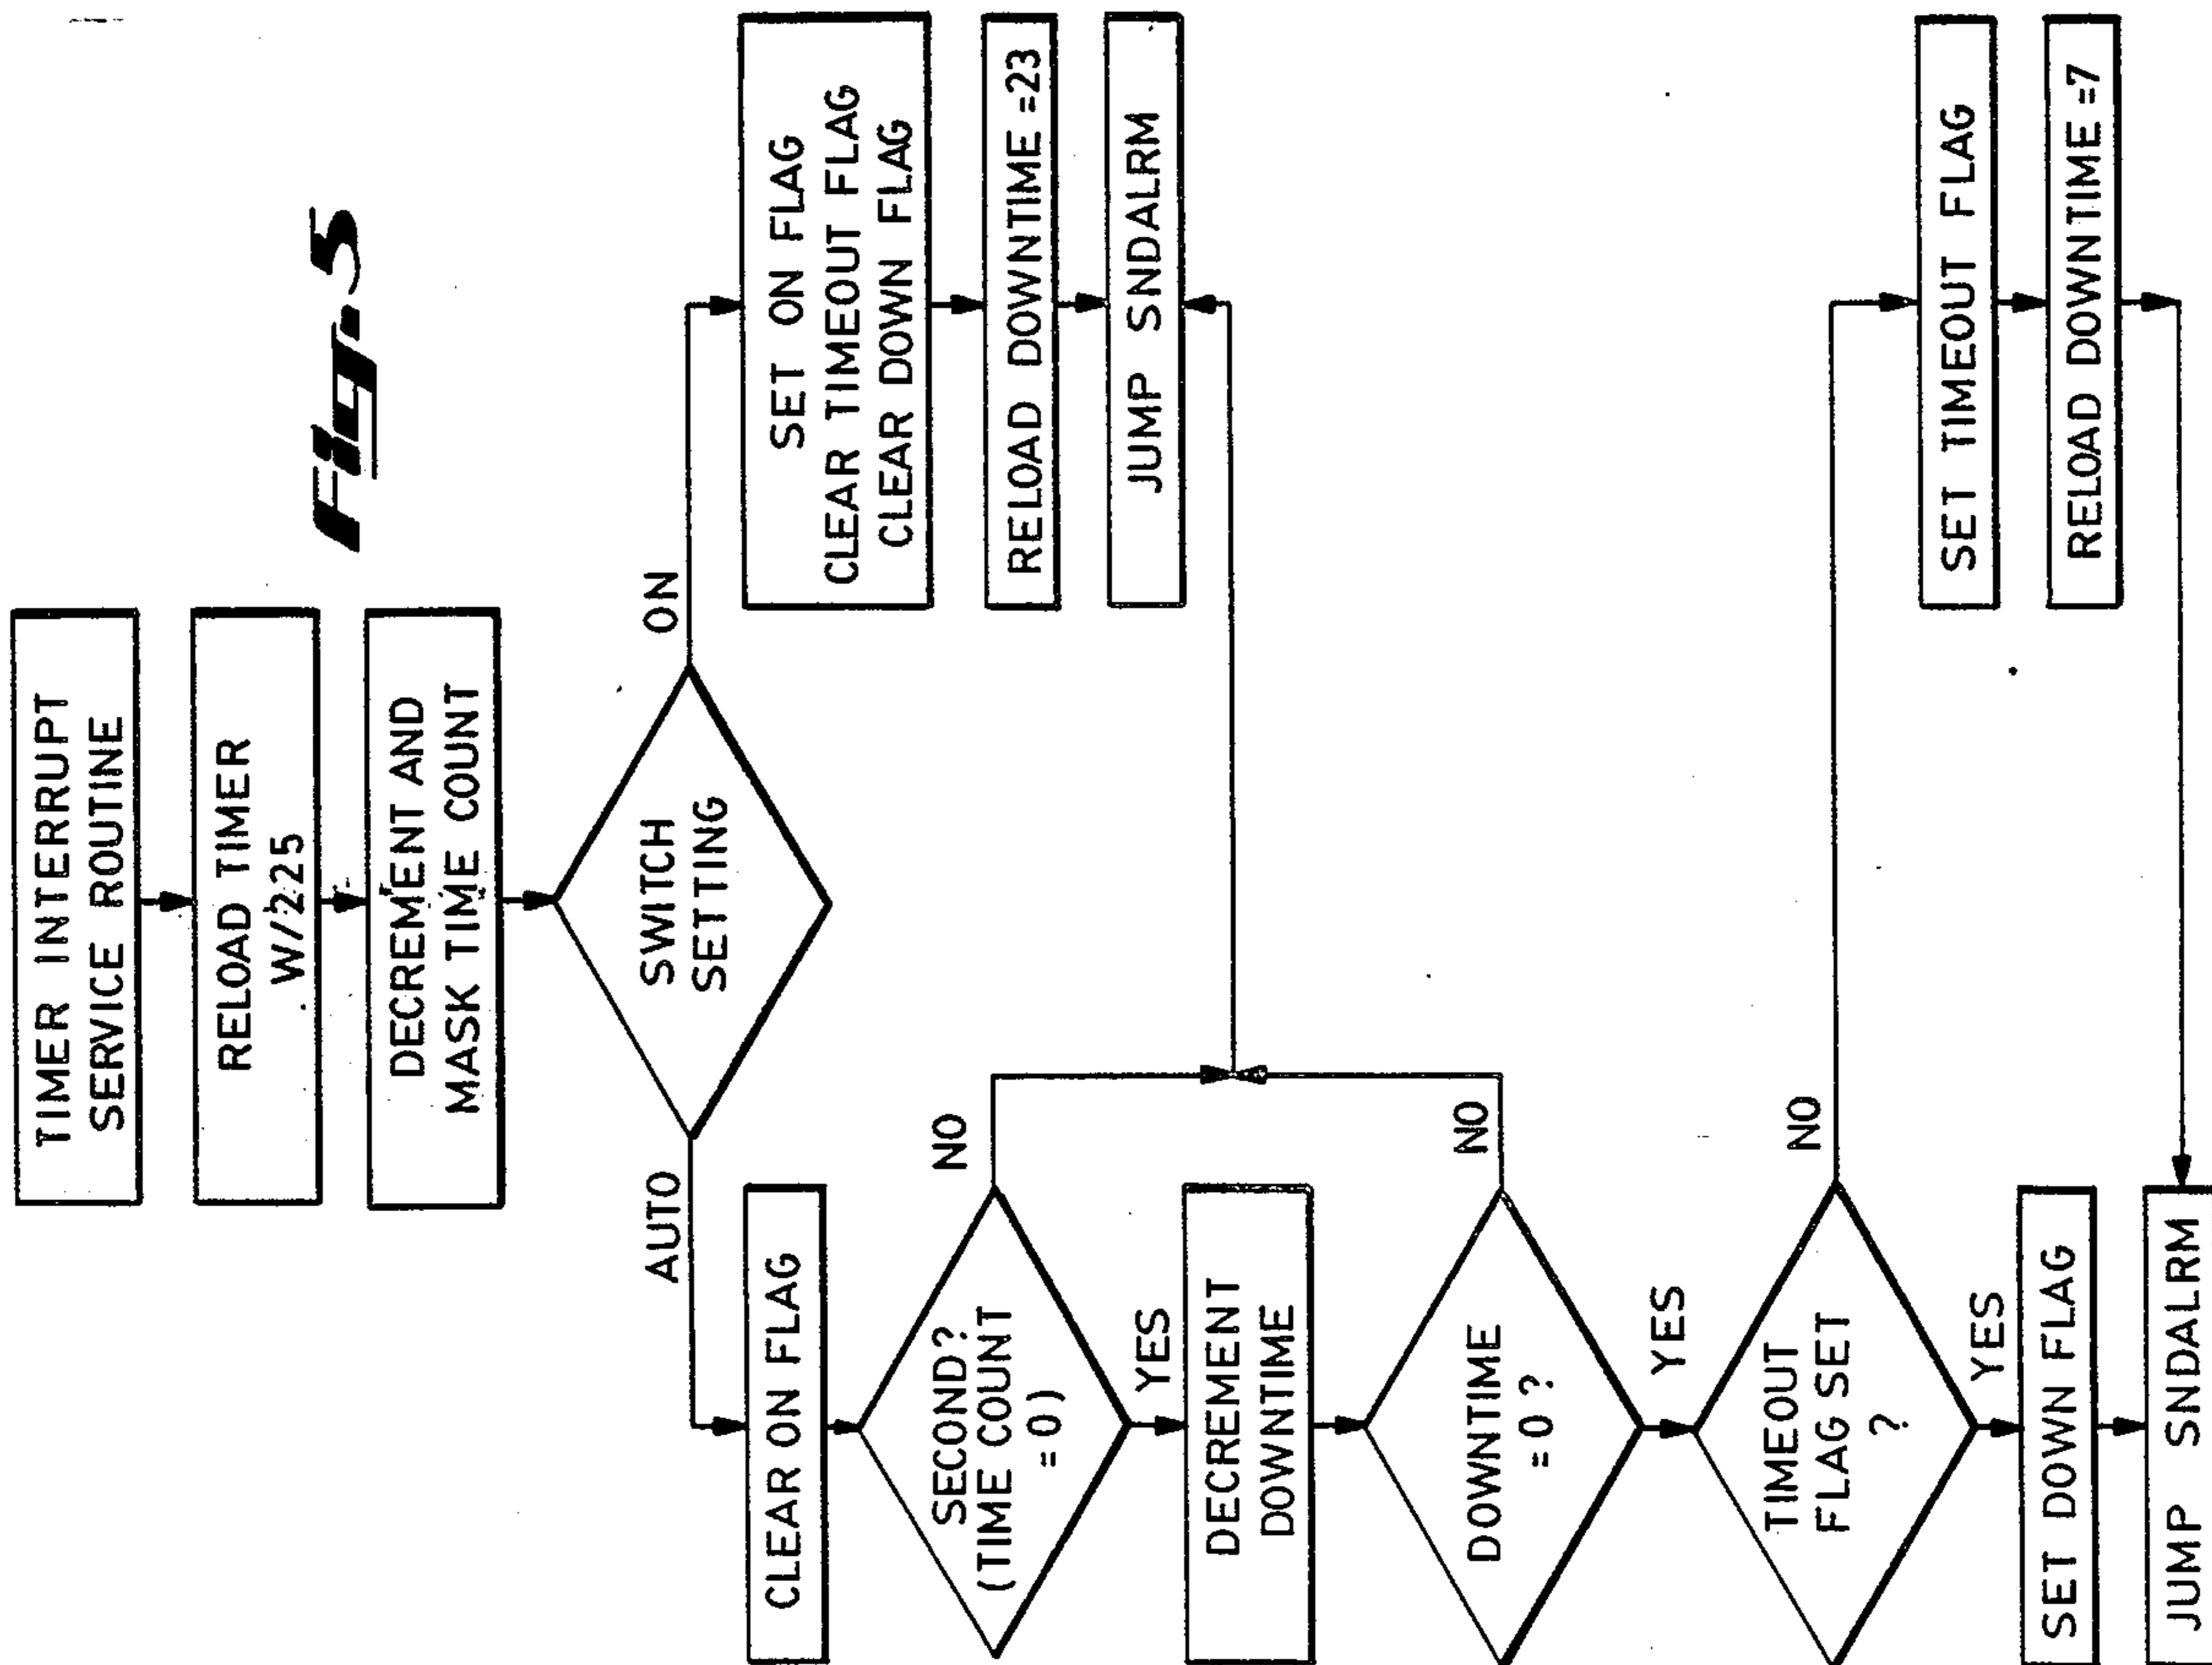 Fig. 5
TIMER INTERRUPT
SERVICE ROUTINE
RELOAD TIMER
W/225
DECREMENT AND
MASK TIME COUNT
SWITCH
SETTING
AUTO
ON
CLEAR ON FLAG
SET ON FLAG
CLEAR TIMEOUT FLAG
CLEAR DOWN FLAG
SECOND?
(TIME COUNT
= 0)
NO
YES
RELOAD DOWNTIME =23
JUMP SNDALRM
DECREMENT
DOWNTIME
DOWNTIME
= 0 ?
NO
YES
TIMEOUT
FLAG SET
?
NO
YES
SET TIMEOUT FLAG
RELOAD DOWNTIME =7
SET DOWN FLAG
JUMP SNDALRM